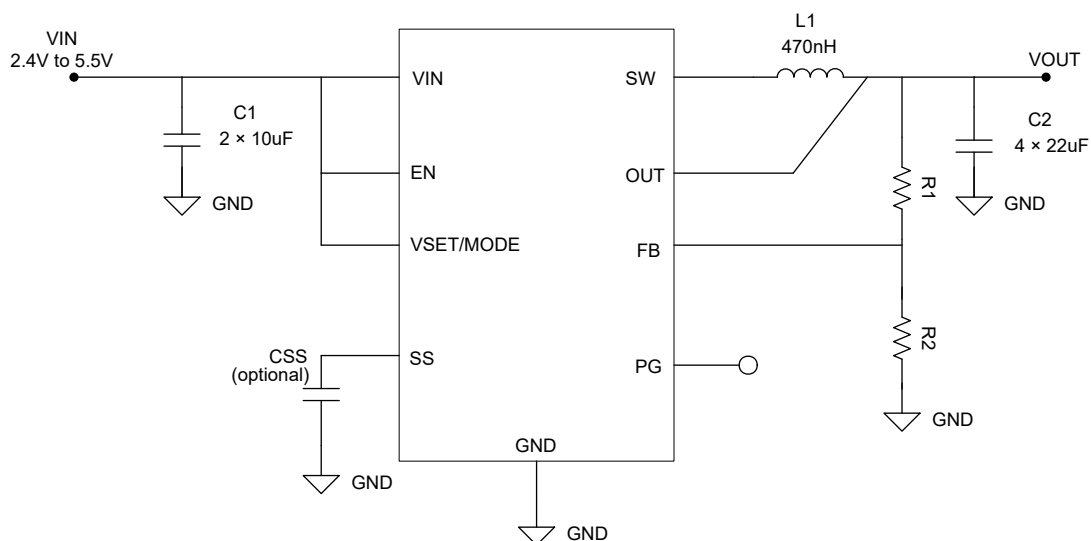 VIN
2.4V to 5.5V
C1
2 × 10uF
GND
VIN
EN
VSET/MODE
SS
CSS
(optional)
GND
SW
OUT
FB
PG
GND
GND
L1
470nH
VOUT
C2
4 × 22uF
GND
R1
R2
GND